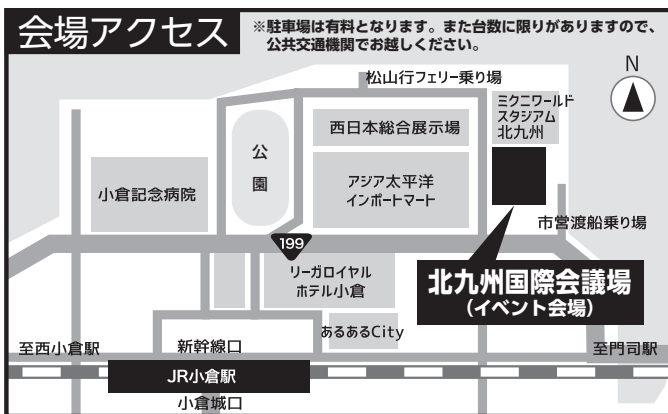 会場アクセス
※駐車場は有料となります。また台数に限りがありますので、
公共交通機関でお越しください。
N
松山行フェリー乗り場
ミクニワールド
スタジアム
北九州
西日本総合展示場
公
園
アジア太平洋
インポートマート
小倉記念病院
市営渡船乗り場
199
リーガロイヤル
ホテル小倉
北九州国際会議場
(イベント会場)
あるあるCity
至西小倉駅
新幹線口
至門司駅
JR小倉駅
小倉城口